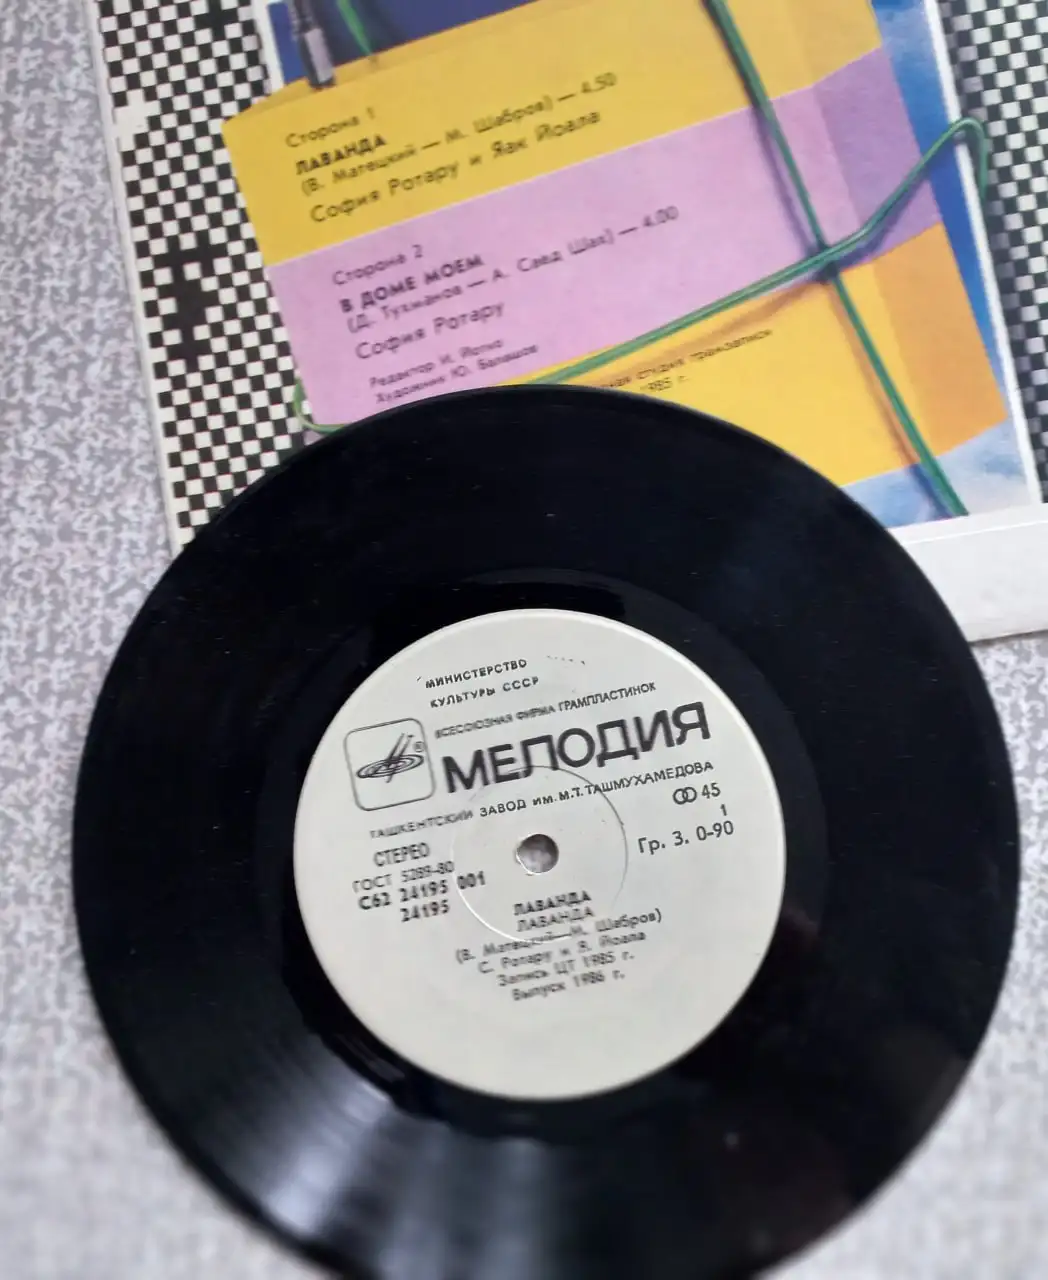 Сторона 1
ЛАВАНДА
(В. Матецкий — М. Шабров) — 4.50
София Ротару и Яак Йоала
Сторона 2
В ДОМЕ МОЕМ
(Д. Тухманов — А. Саед Шах) — 4.00
София Ротару
Редактор И. Йотко
Художник Ю. Балашов
студия грамзаписи
1985 г.
МИНИСТЕРСТВО
КУЛЬТУРЫ СССР
ВСЕСОЮЗНАЯ ФИРМА ГРАМПЛАСТИНОК
МЕЛОДИЯ
®
ТАШКЕНТСКИЙ ЗАВОД ИМ. М.Т. ТАШМУХАМЕДОВА
СТЕРЕО
ГОСТ 5289-80
С62 24195 001
24195
45
1
Гр. 3. 0-90
ЛАВАНДА
ЛАВАНДА
(В. Матецкий—М. Шабров)
С. Ротару и Я. Йоала
Запись ЦТ 1985 г.
Выпуск 1986 г.